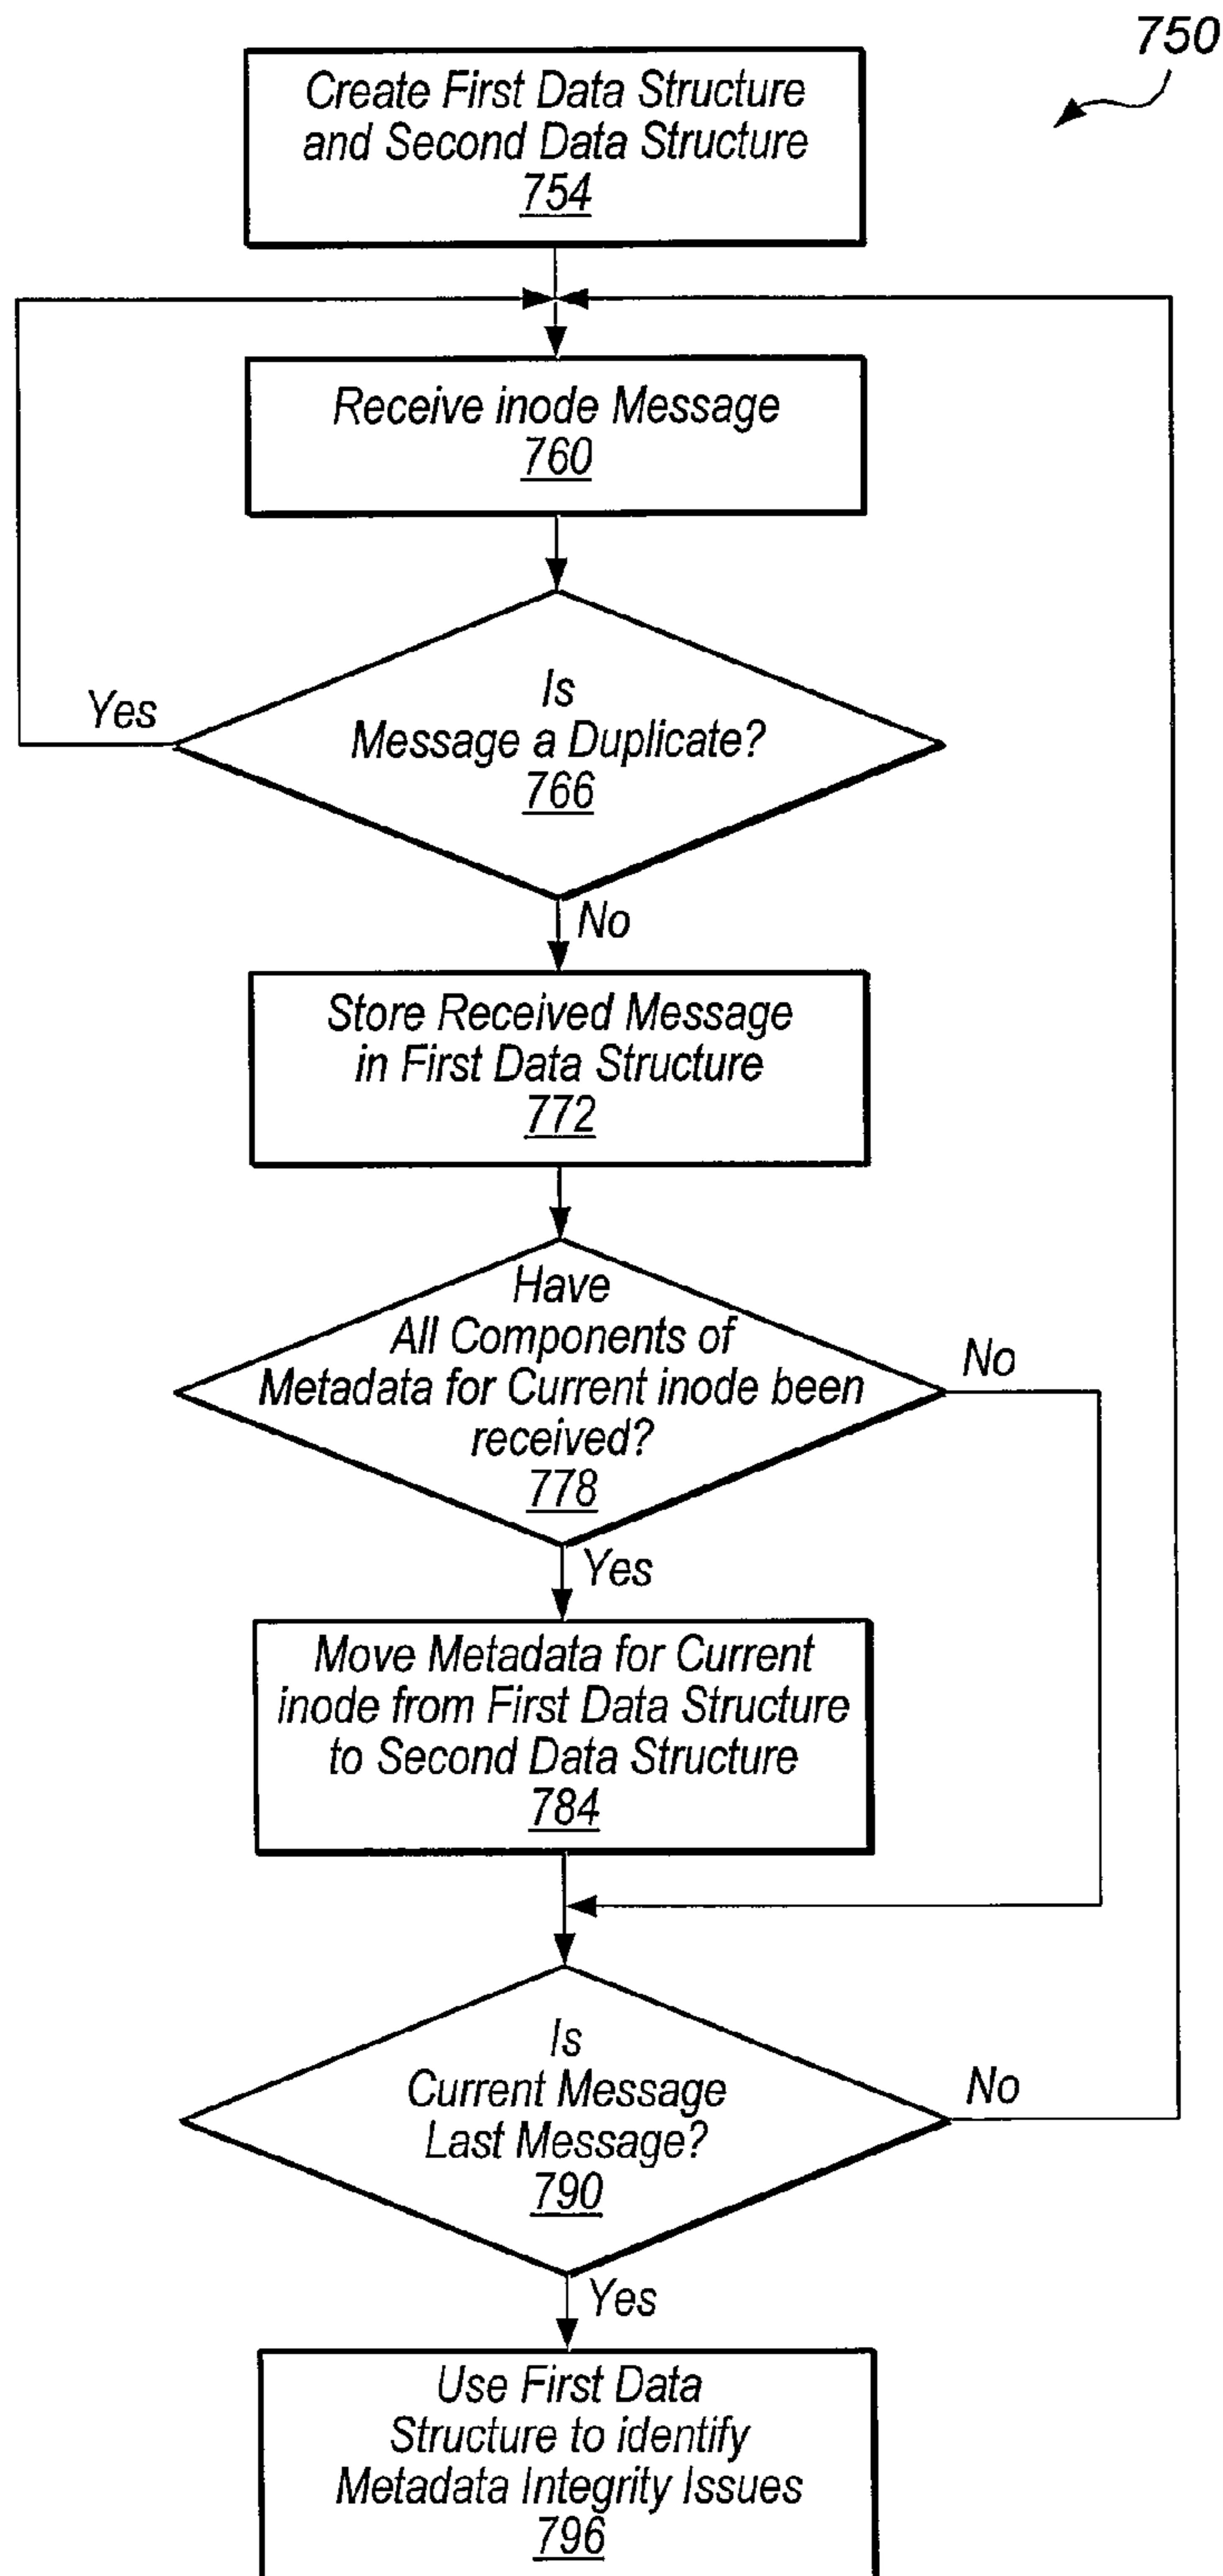 750
Create First Data Structure
and Second Data Structure
754
Receive inode Message
760
Is
Message a Duplicate?
766
Yes
No
Store Received Message
in First Data Structure
772
Have
All Components of
Metadata for Current inode been
received?
778
No
Yes
Move Metadata for Current
inode from First Data Structure
to Second Data Structure
784
Is
Current Message
Last Message?
790
No
Yes
Use First Data
Structure to identify
Metadata Integrity Issues
796